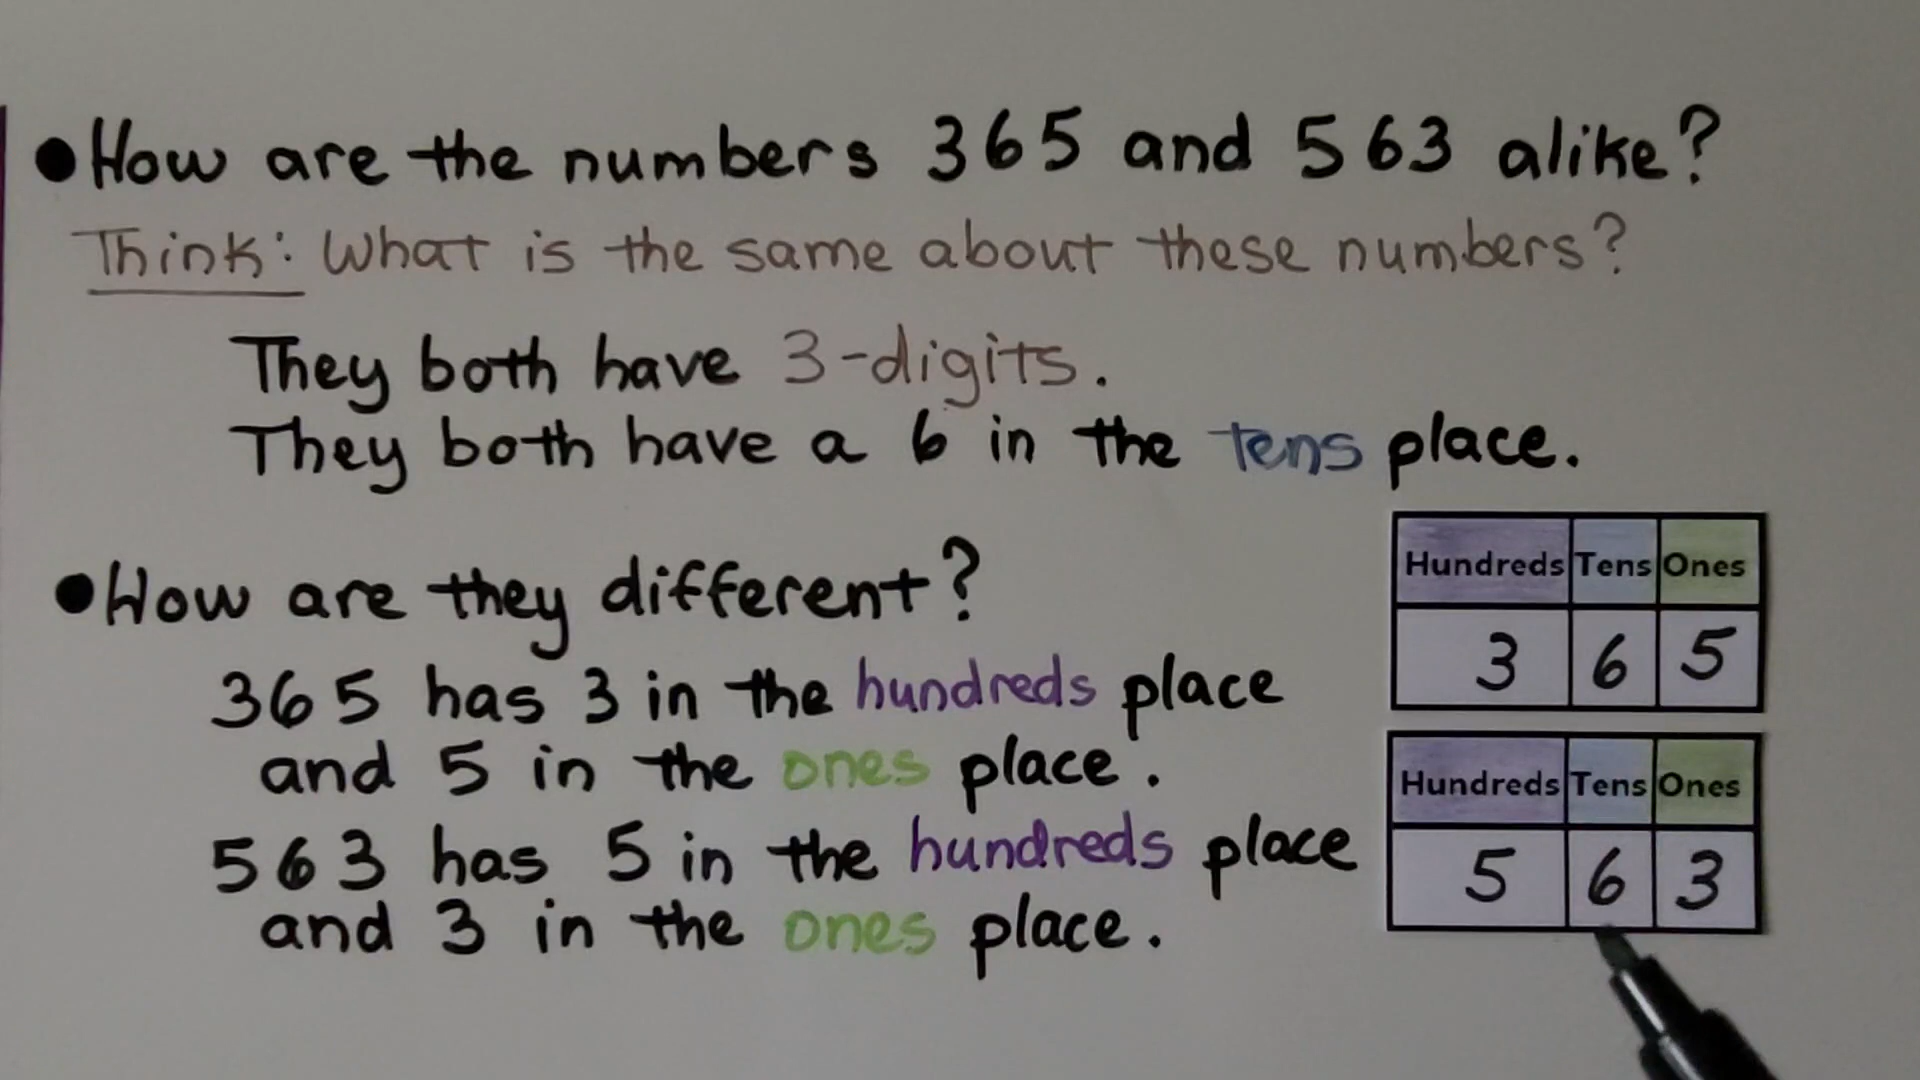 •How are the numbers 365 and 563 alike?
Think: What is the same about these numbers?
They both have 3-digits.
They both have a 6 in the tens place.
•How are they different?
365 has 3 in the hundreds place
and 5 in the ones place.
563 has 5 in the hundreds place
and 3 in the ones place.
Hundreds Tens Ones
3 6 5
Hundreds Tens Ones
5 6 3